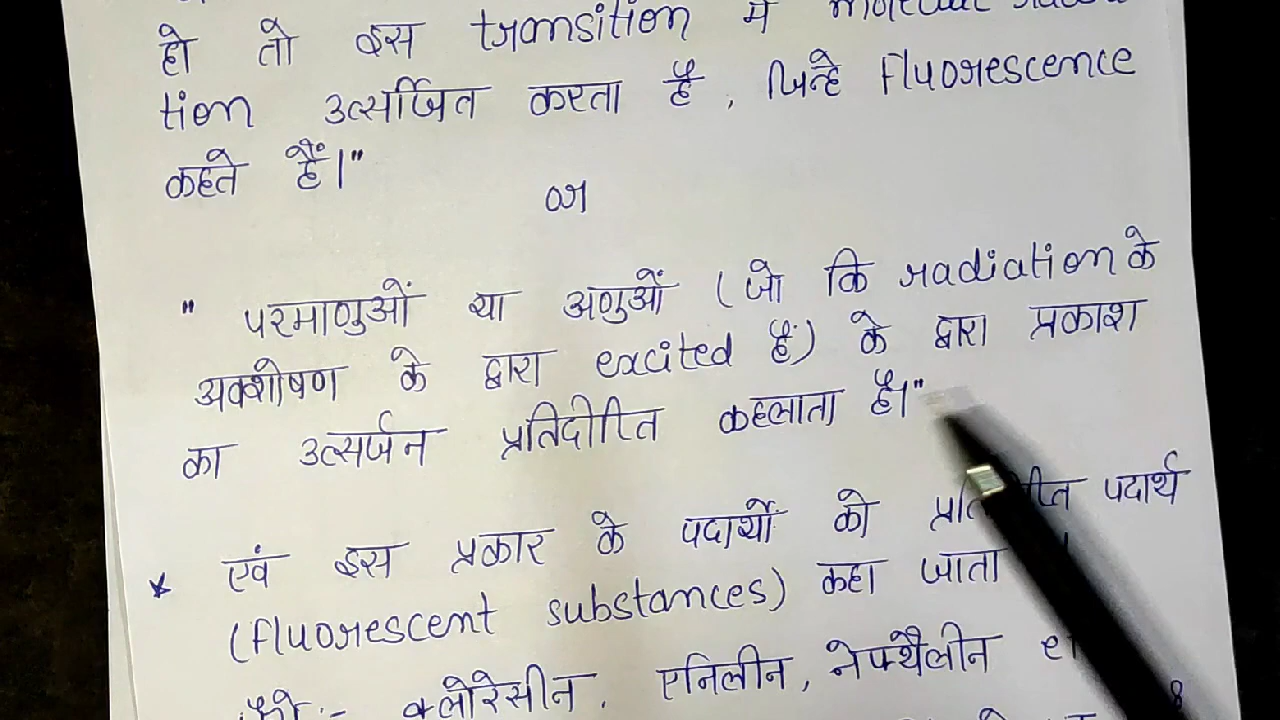 हो तो इस transition में
tion उत्सर्जित करता है, जिन्हे Fluorescence
कहते हैं।"
or
" परमाणुओं या अणुओं (जो कि radiation के
अवशोषण के द्वारा excited हैं) के द्वारा प्रकाश
का उत्सर्जन प्रतिदीप्ति कहलाता है।"
* एवं इस प्रकार के पदार्थो को पदार्थ
(Fluorescent substances) कहा जाता
जैसे :- क्लोरेसीन, एनिलीन, नेफ्थैलीन